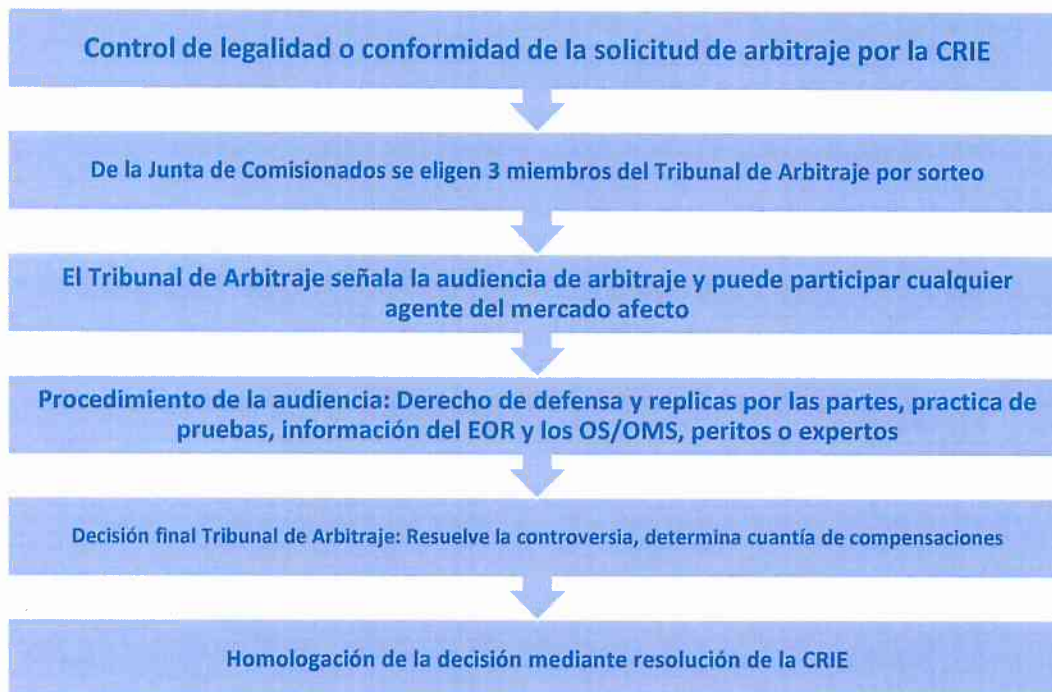 Control de legalidad o conformidad de la solicitud de arbitraje por la CRIE
De la Junta de Comisionados se eligen 3 miembros del Tribunal de Arbitraje por sorteo
El Tribunal de Arbitraje señala la audiencia de arbitraje y puede participar cualquier
agente del mercado afecto
Procedimiento de la audiencia: Derecho de defensa y replicas por las partes, practica de
pruebas, información del EOR y los OS/OMS, peritos o expertos
Decisión final Tribunal de Arbitraje: Resuelve la controversia, determina cuantía de compensaciones
Homologación de la decisión mediante resolución de la CRIE